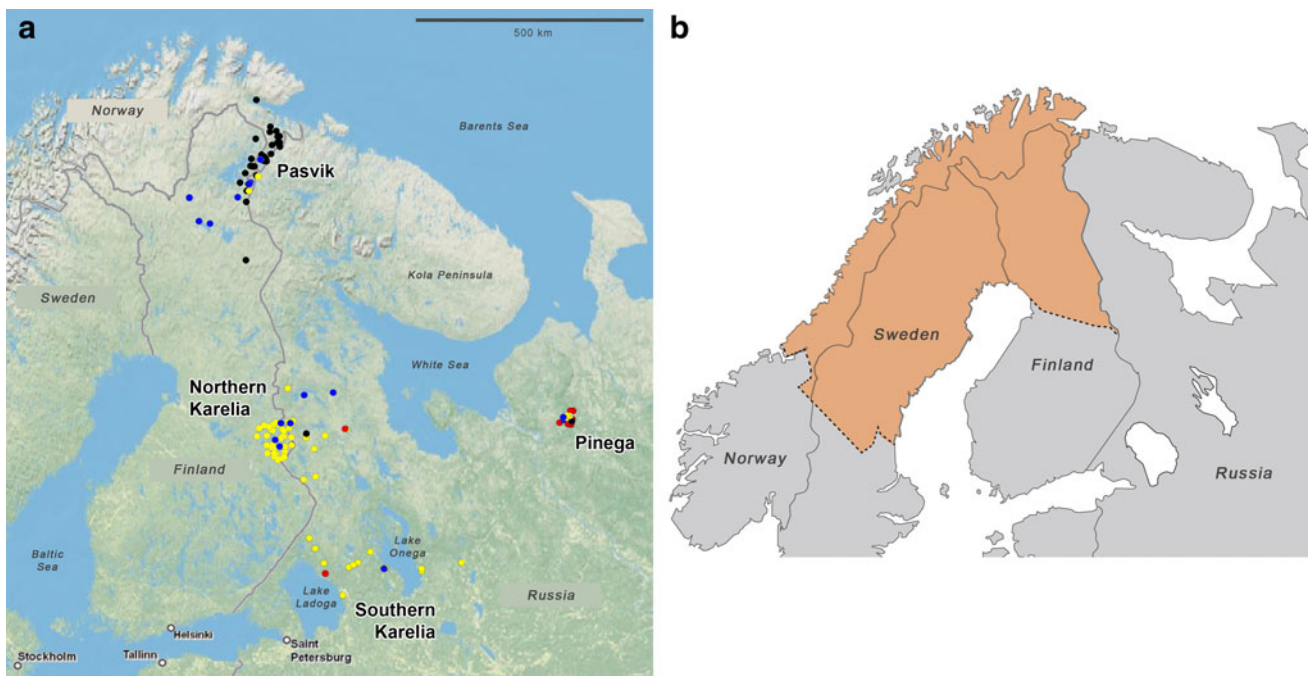 a
500 km
Norway
Barents Sea
Pasvik
Kola Peninsula
Sweden
White Sea
Northern
Karelia
Pinega
Finland
Lake
Onega
Baltic
Sea
Lake
Ladoga
Russia
Southern
Karelia
Helsinki
Saint
Petersburg
Stockholm
Tallinn
b
Sweden
Finland
Norway
Russia